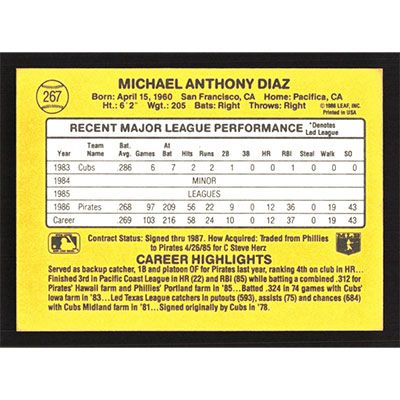 267
MICHAEL ANTHONY DIAZ
Born: April 15, 1960 San Francisco, CA Home: Pacifica, CA
Ht.: 6'2" Wgt.: 205 Bats: Right Throws: Right
©1986 LEAF, INC.
Printed in USA
RECENT MAJOR LEAGUE PERFORMANCE
*Denotes Led League
Year Team Name Bat. Avg. Games At Bat Hits Runs 2B 3B HR RBI Steal Walk SO
1983 Cubs .286 6 7 2 2 1 0 0 1 0 0 0
1984 MINOR
1985 LEAGUES
1986 Pirates .268 97 209 56 22 9 0 12 36 0 19 43
Career .269 103 216 58 24 10 0 12 37 0 19 43
Contract Status: Signed thru 1987. How Acquired: Traded from Phillies
to Pirates 4/26/85 for C Steve Herz
CAREER HIGHLIGHTS
Served as backup catcher, 1B and platoon OF for Pirates last year, ranking 4th on club in HR...
Finished 3rd in Pacific Coast League in HR (22) and RBI (85) while batting a combined .312 for
Pirates' Hawaii farm and Phillies' Portland farm in '85...Batted .324 in 74 games with Cubs'
Iowa farm in '83...Led Texas League catchers in putouts (593), assists (75) and chances (684)
with Cubs Midland farm in '81...Signed originally by Cubs in '78.